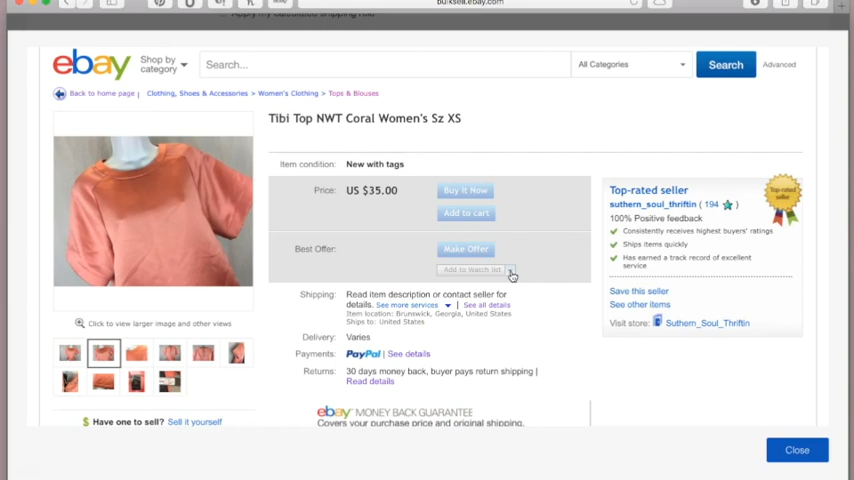 bulksell.ebay.com
Apply my calculated shipping rule
ebay
Shop by
category
Search...
All Categories
Search
Advanced
Back to home page | Clothing, Shoes & Accessories > Women's Clothing > Tops & Blouses
Tibi Top NWT Coral Women's Sz XS
Item condition: New with tags
Price: US $35.00
Buy It Now
Add to cart
Best Offer:
Make Offer
Add to Watch list
Shipping: Read item description or contact seller for
details. See more services See all details
Item location: Brunswick, Georgia, United States
Ships to: United States
Delivery: Varies
Payments: PayPal | See details
Returns: 30 days money back, buyer pays return shipping |
Read details
ebay MONEY BACK GUARANTEE
Covers your purchase price and original shipping.
Click to view larger image and other views
$ Have one to sell? Sell it yourself
Top-rated seller
suthern_soul_thriftin ( 194 )
100% Positive feedback
Consistently receives highest buyers' ratings
Ships items quickly
Has earned a track record of excellent
service
Top-rated
seller
Save this seller
See other items
Visit store: Suthern_Soul_Thriftin
Close